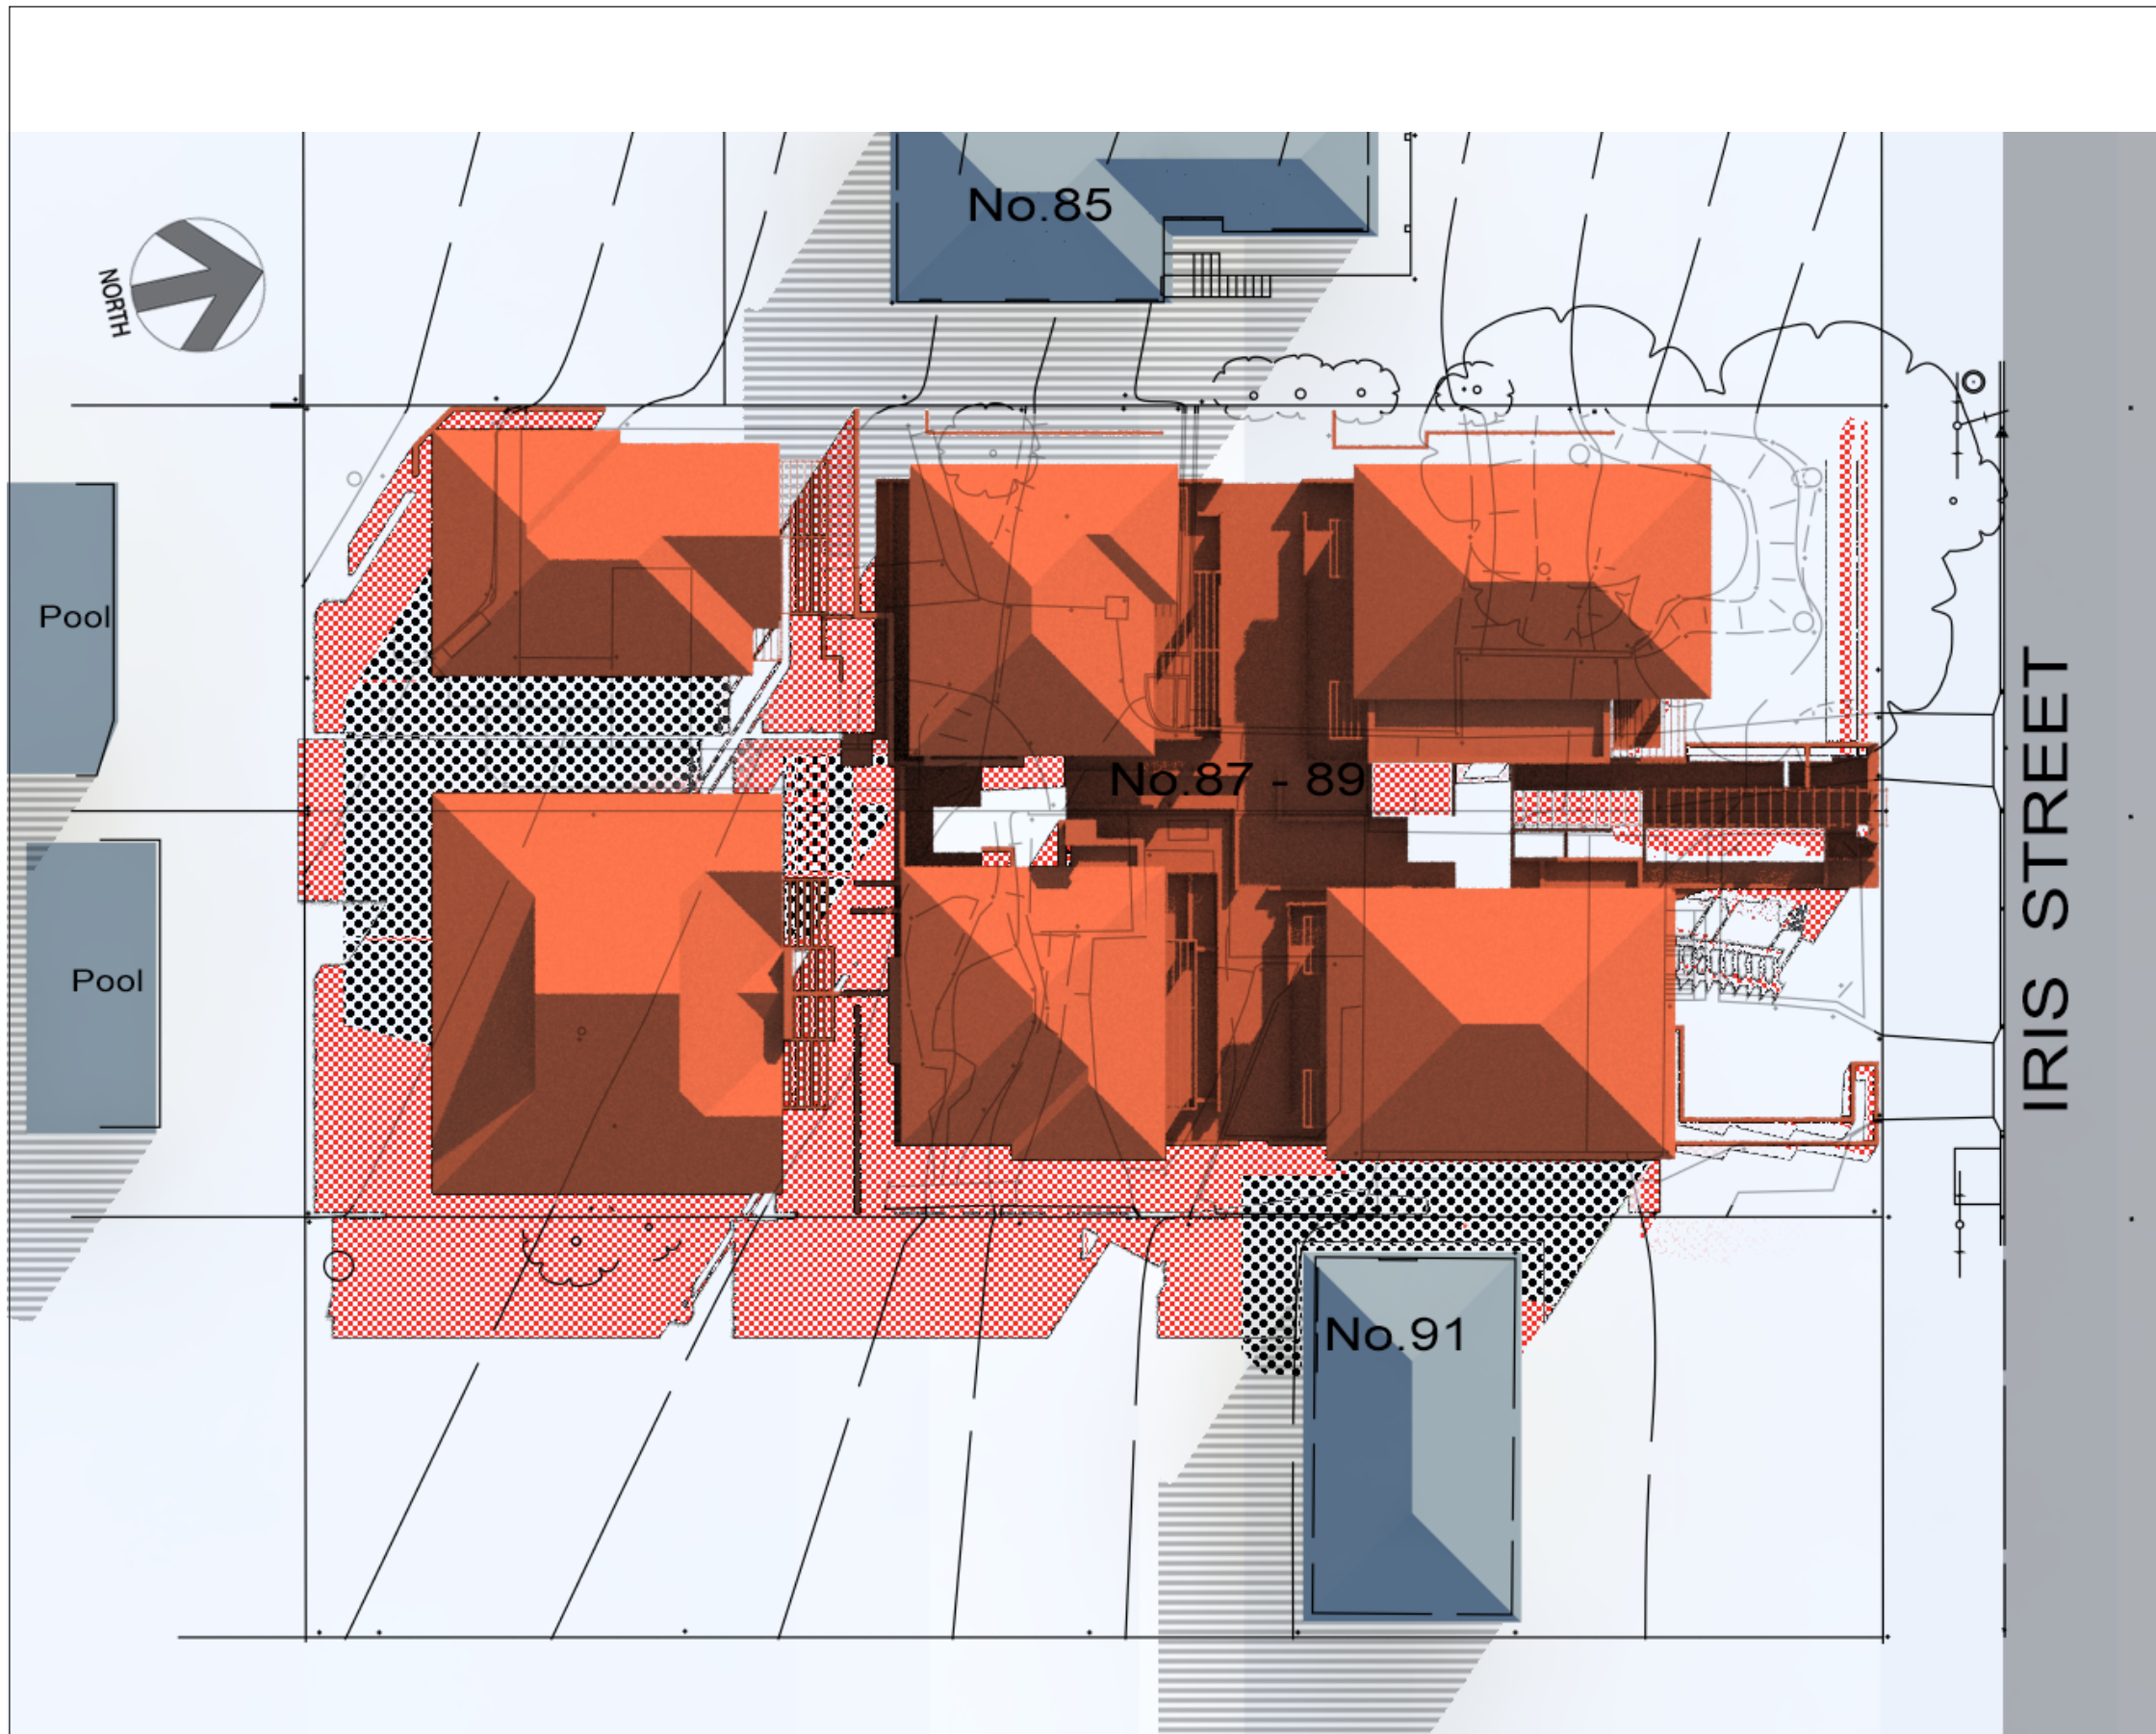 No.85
NORTH
Pool
No.87 - 89
IRIS STREET
Pool
No.91